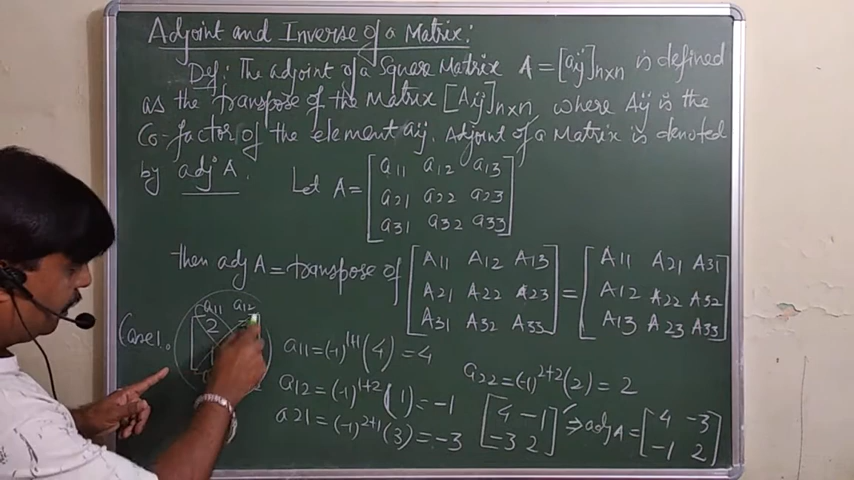 Adjoint and Inverse of a Matrix:
Def: The adjoint of a Square Matrix A = [aij]n×n is defined
as the transpose of the Matrix [Aij]n×n where Aij is the
Co-factor of the element aij. Adjoint of a Matrix is denoted
by adj A.
Let A = [a11 a12 a13
a21 a22 a23
a31 a32 a33]
then adj A = transpose of [A11 A12 A13 = [A11 A21 A31
A21 A22 A23 A12 A22 A32
A31 A32 A33] A13 A23 A33]
Case1. a11 a12
2
a11 = (-1)^1+1 (4) = 4
a12 = (-1)^1+2 (1) = -1
a21 = (-1)^2+1 (3) = -3
a22 = (-1)^2+2 (2) = 2
[4 -1 ⇒ adj A = [4 -3
-3 2] -1 2]